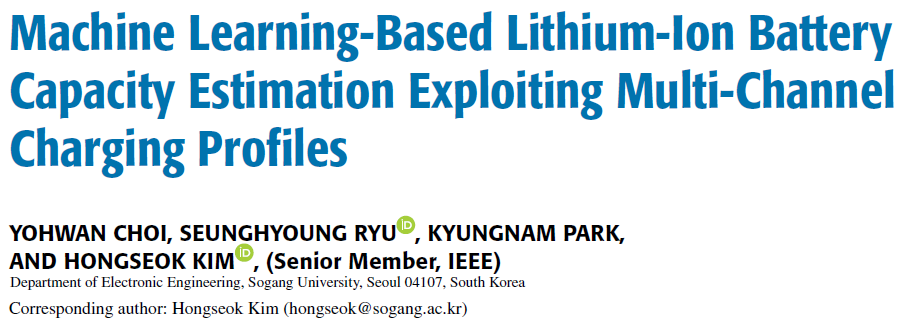 Machine Learning-Based Lithium-Ion Battery
Capacity Estimation Exploiting Multi-Channel
Charging Profiles
YOHWAN CHOI, SEUNGHYOUNG RYU iD, KYUNGNAM PARK,
AND HONGSEOK KIM iD, (Senior Member, IEEE)
Department of Electronic Engineering, Sogang University, Seoul 04107, South Korea
Corresponding author: Hongseok Kim (hongseok@sogang.ac.kr)